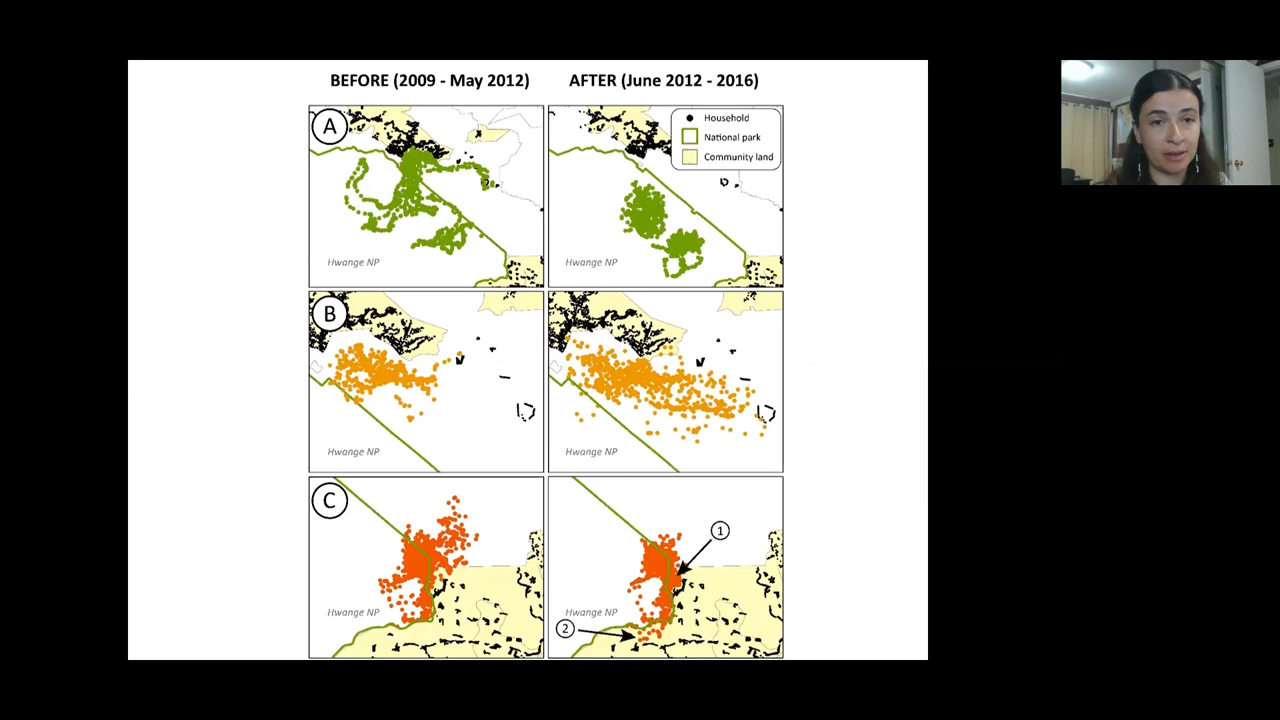 BEFORE (2009 - May 2012)
AFTER (June 2012 - 2016)
A
Household
National park
Community land
Hwange NP
Hwange NP
B
Hwange NP
Hwange NP
C
1
Hwange NP
Hwange NP
2